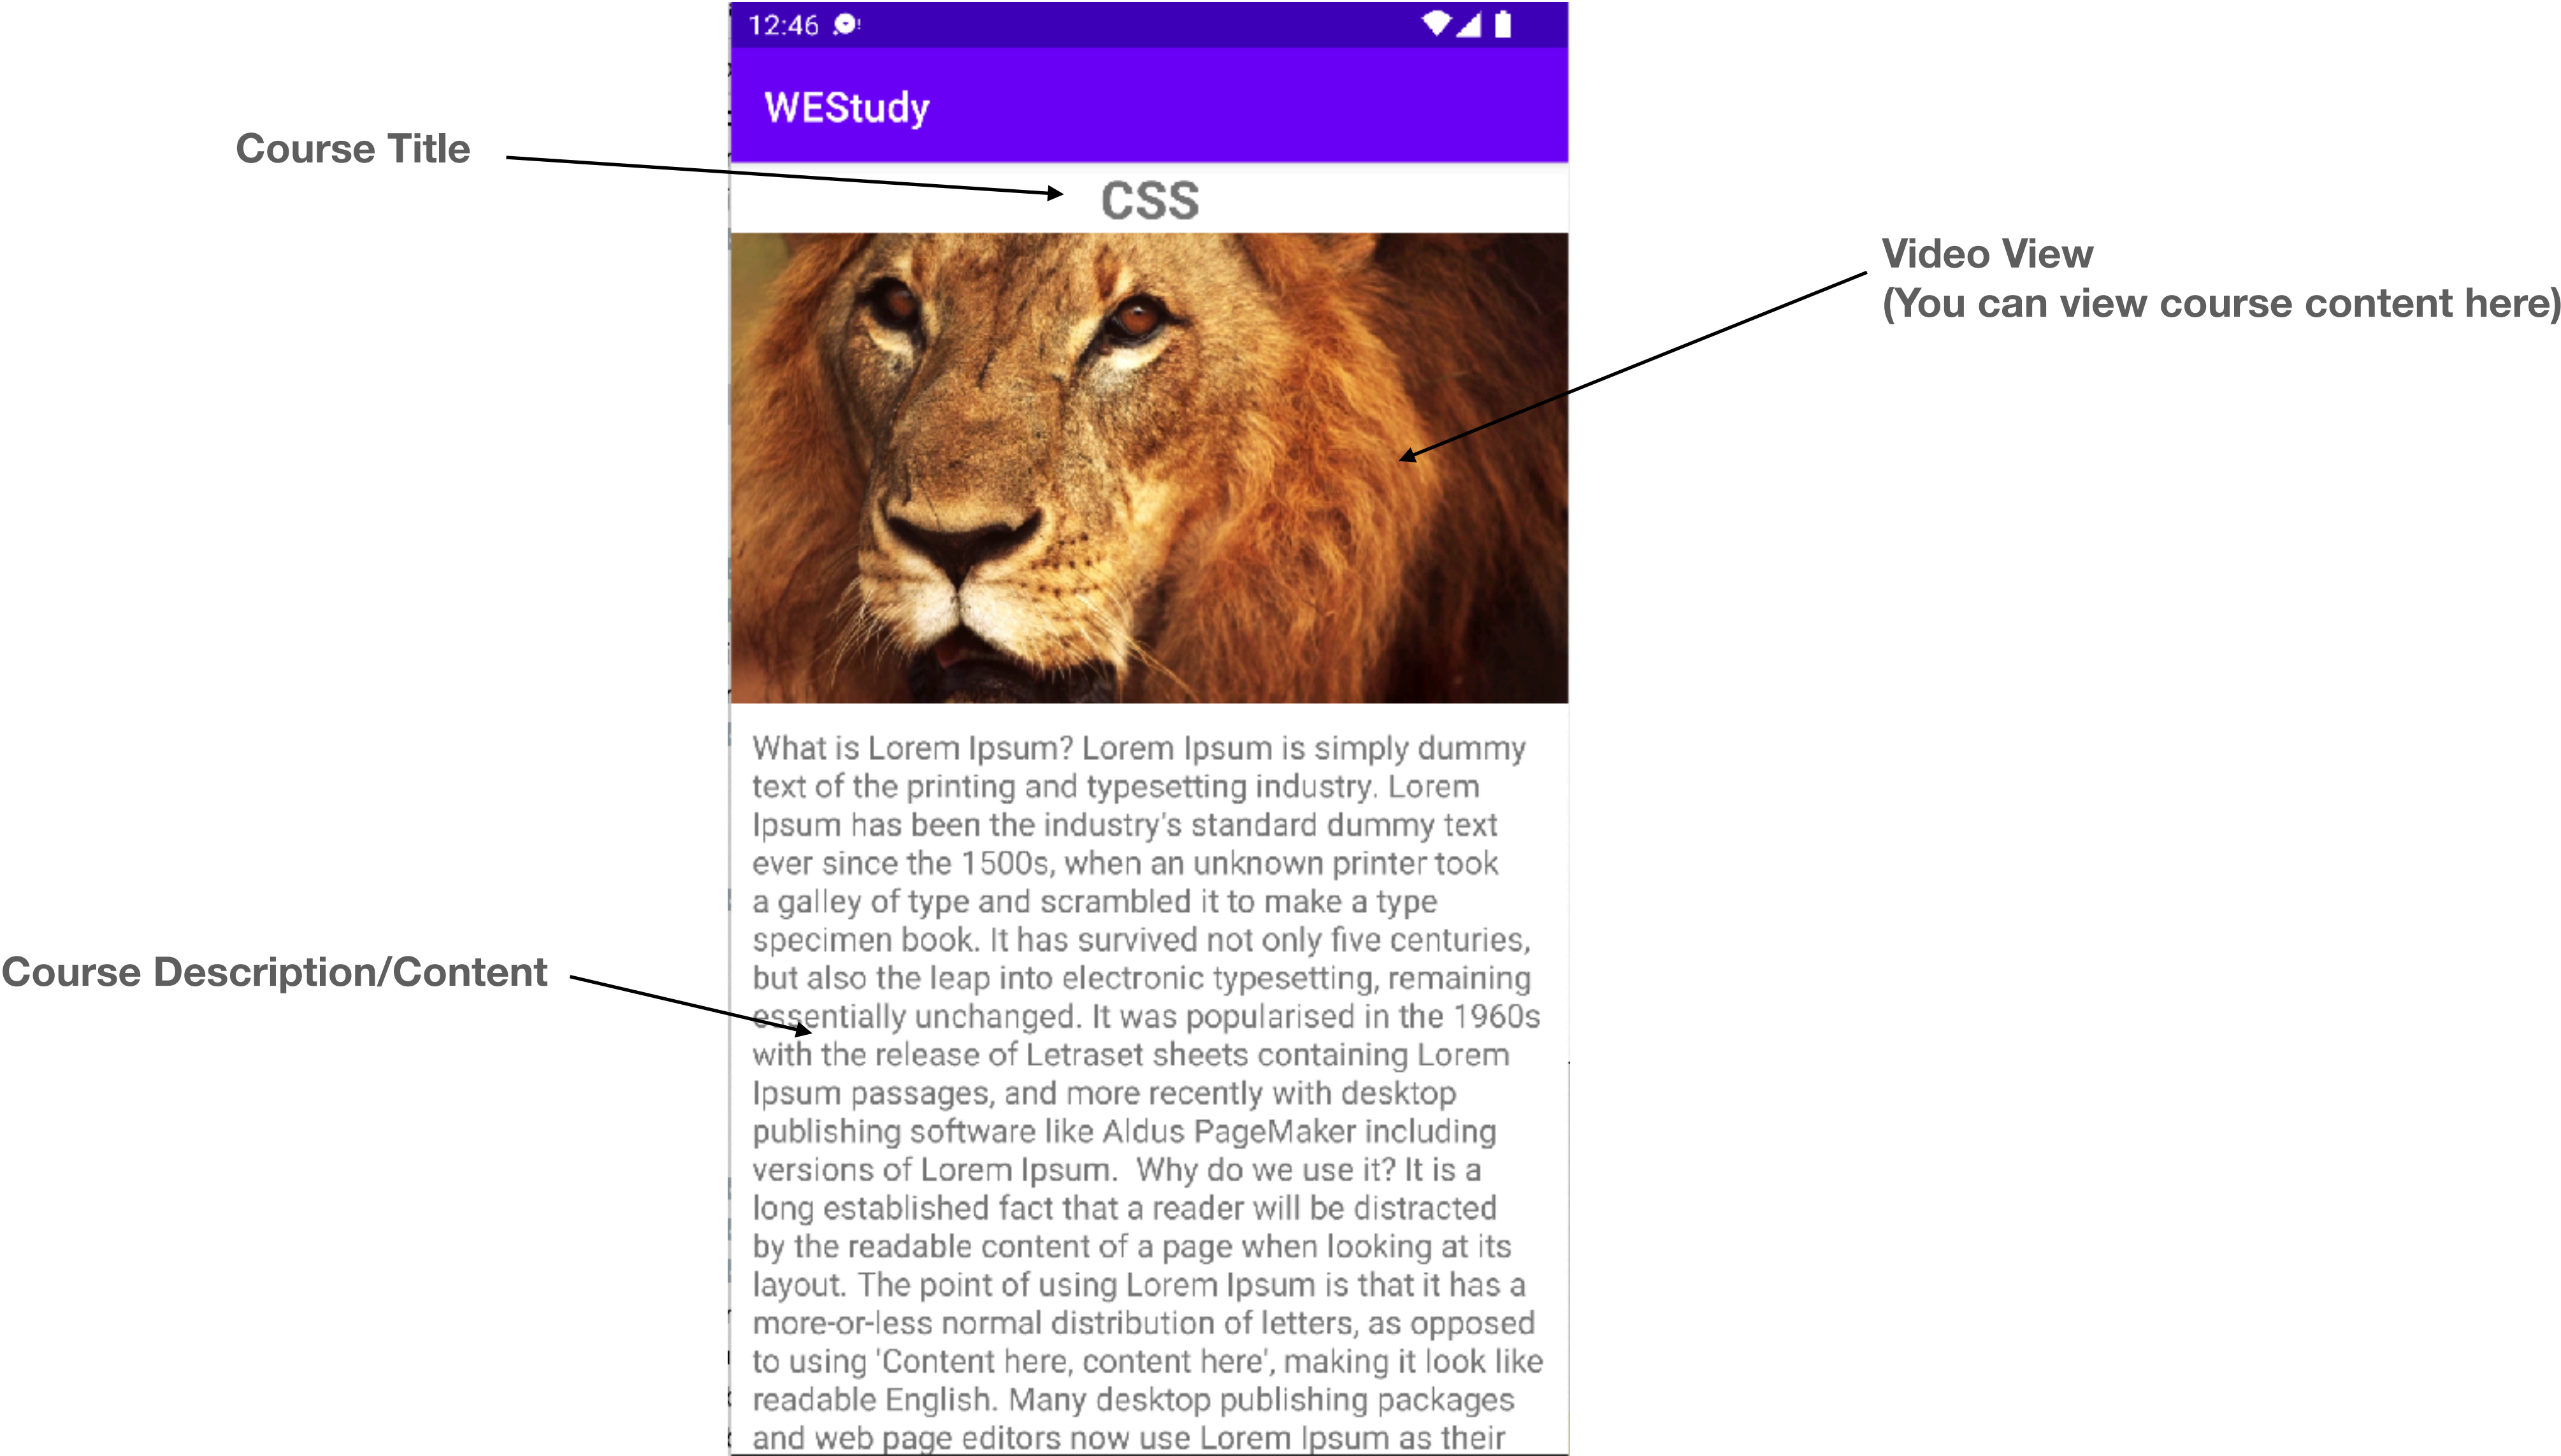 12:46
WEStudy
Course Title
CSS
Video View
(You can view course content here)
What is Lorem Ipsum? Lorem Ipsum is simply dummy
text of the printing and typesetting industry. Lorem
Ipsum has been the industry's standard dummy text
ever since the 1500s, when an unknown printer took
a galley of type and scrambled it to make a type
specimen book. It has survived not only five centuries,
but also the leap into electronic typesetting, remaining
essentially unchanged. It was popularised in the 1960s
with the release of Letraset sheets containing Lorem
Ipsum passages, and more recently with desktop
publishing software like Aldus PageMaker including
versions of Lorem Ipsum.  Why do we use it? It is a
long established fact that a reader will be distracted
by the readable content of a page when looking at its
layout. The point of using Lorem Ipsum is that it has a
more-or-less normal distribution of letters, as opposed
to using 'Content here, content here', making it look like
readable English. Many desktop publishing packages
and web page editors now use Lorem Ipsum as their
Course Description/Content